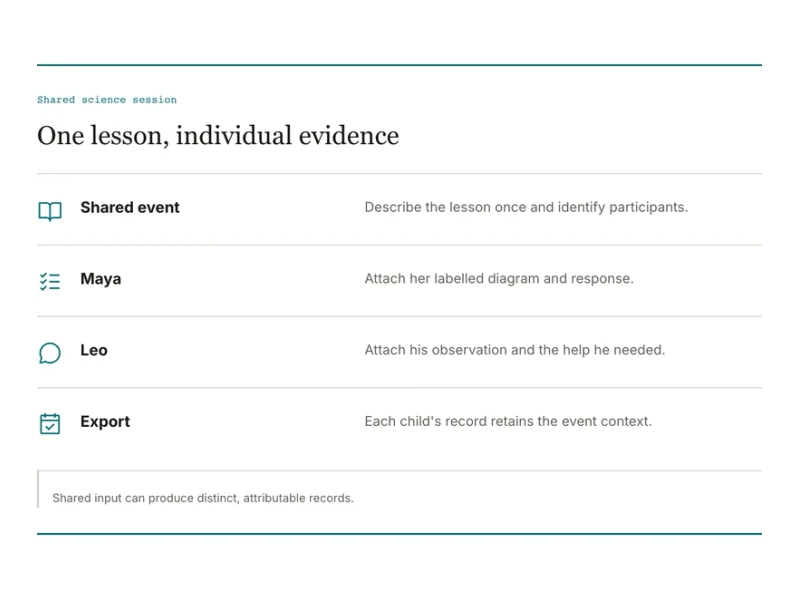 Shared science session
One lesson, individual evidence
Shared event
Describe the lesson once and identify participants.
Maya
Attach her labelled diagram and response.
Leo
Attach his observation and the help he needed.
Export
Each child's record retains the event context.
Shared input can produce distinct, attributable records.